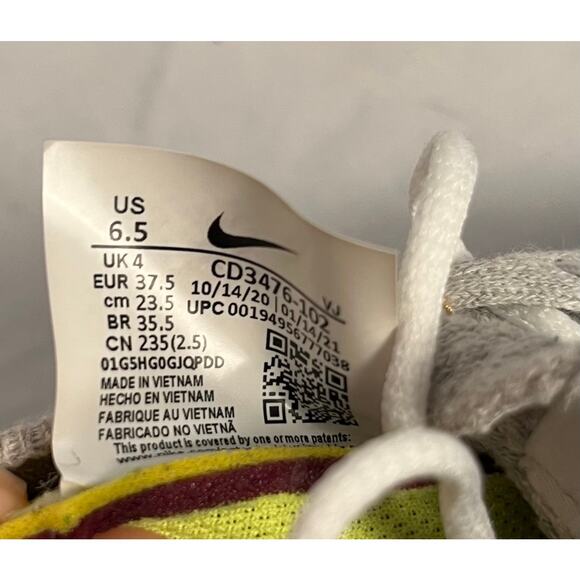 US
6.5
UK 4
EUR 37.5
cm 23.5
BR 35.5
CN 235(2.5)
01G5HG0GJQPDD
MADE IN VIETNAM
HECHO EN VIETNAM
FABRIQUE AU VIETNAM
FABRICADO NO VIETNÃ
This product is covered by one or more patents:
CD3476-102 VJ
10/14/20 | 01/14/21
UPC 00194956777038